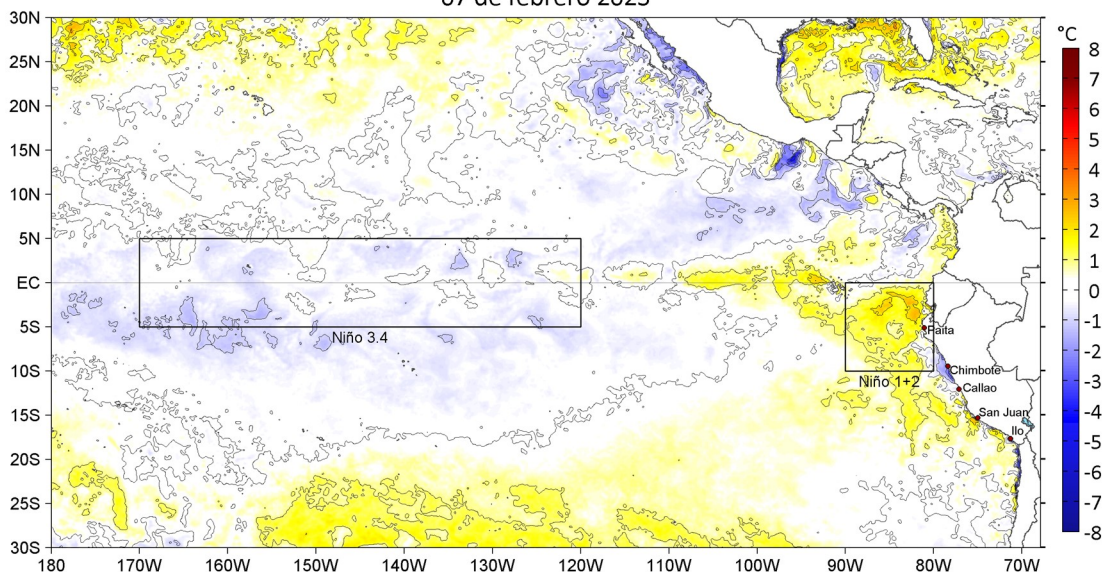 07 de febrero 2023
°C
30N
25N
20N
15N
10N
5N
EC
5S
10S
15S
20S
25S
30S
180
170W
160W
150W
140W
130W
120W
110W
100W
90W
80W
70W
Niño 3.4
Niño 1+2
Paita
Chimbote
Callao
San Juan
Ilo
8
7
6
5
4
3
2
1
0
-1
-2
-3
-4
-5
-6
-7
-8